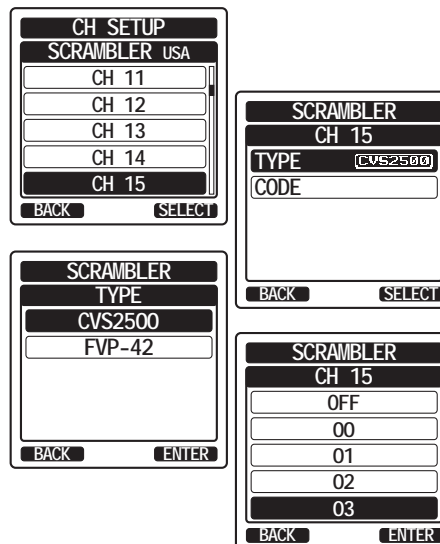 CH SETUP
SCRAMBLER USA
CH 11
CH 12
CH 13
CH 14
CH 15
BACK SELECT
SCRAMBLER
CH 15
TYPE CVS2500
CODE
BACK SELECT
SCRAMBLER
TYPE
CVS2500
FVP-42
BACK ENTER
SCRAMBLER
CH 15
OFF
00
01
02
03
BACK ENTER